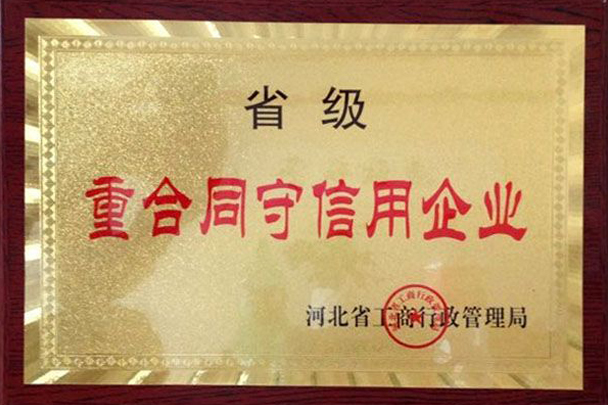 省级
重合同守信用企业
河北省工商行政管理局